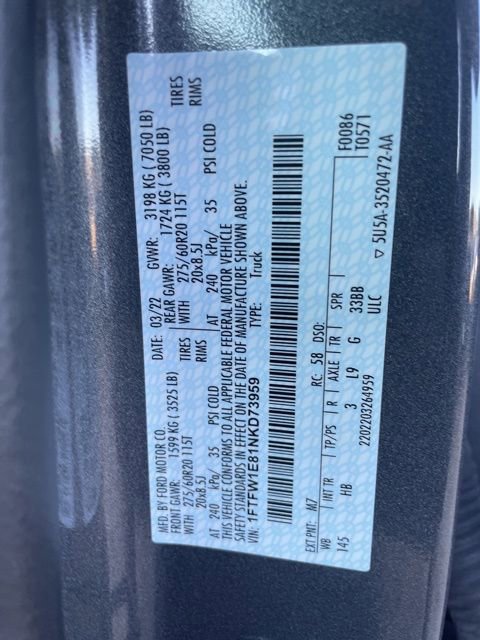 MFD. BY FORD MOTOR CO.
DATE: 03/22 GVWR: 3198 KG ( 7050 LB)
FRONT GAWR: 1599 KG ( 3525 LB) REAR GAWR: 1724 KG ( 3800 LB)
WITH 275/60R20 115T TIRES WITH 275/60R20 115T TIRES
20x8.5J RIMS 20x8.5J RIMS
AT 240 kPa/ 35 PSI COLD AT 240 kPa/ 35 PSI COLD
THIS VEHICLE CONFORMS TO ALL APPLICABLE FEDERAL MOTOR VEHICLE
SAFETY STANDARDS IN EFFECT ON THE DATE OF MANUFACTURE SHOWN ABOVE.
VIN: 1FTFW1E81NKD73959 TYPE: Truck
F0086
T0571
EXT PNT: M7 RC: 58 DSO:
WB INT TR TP/PS R AXLE TR SPR
145 HB 3 L9 G 33BB
2202203264959 ULC
▽ 5U5A-3520472-AA